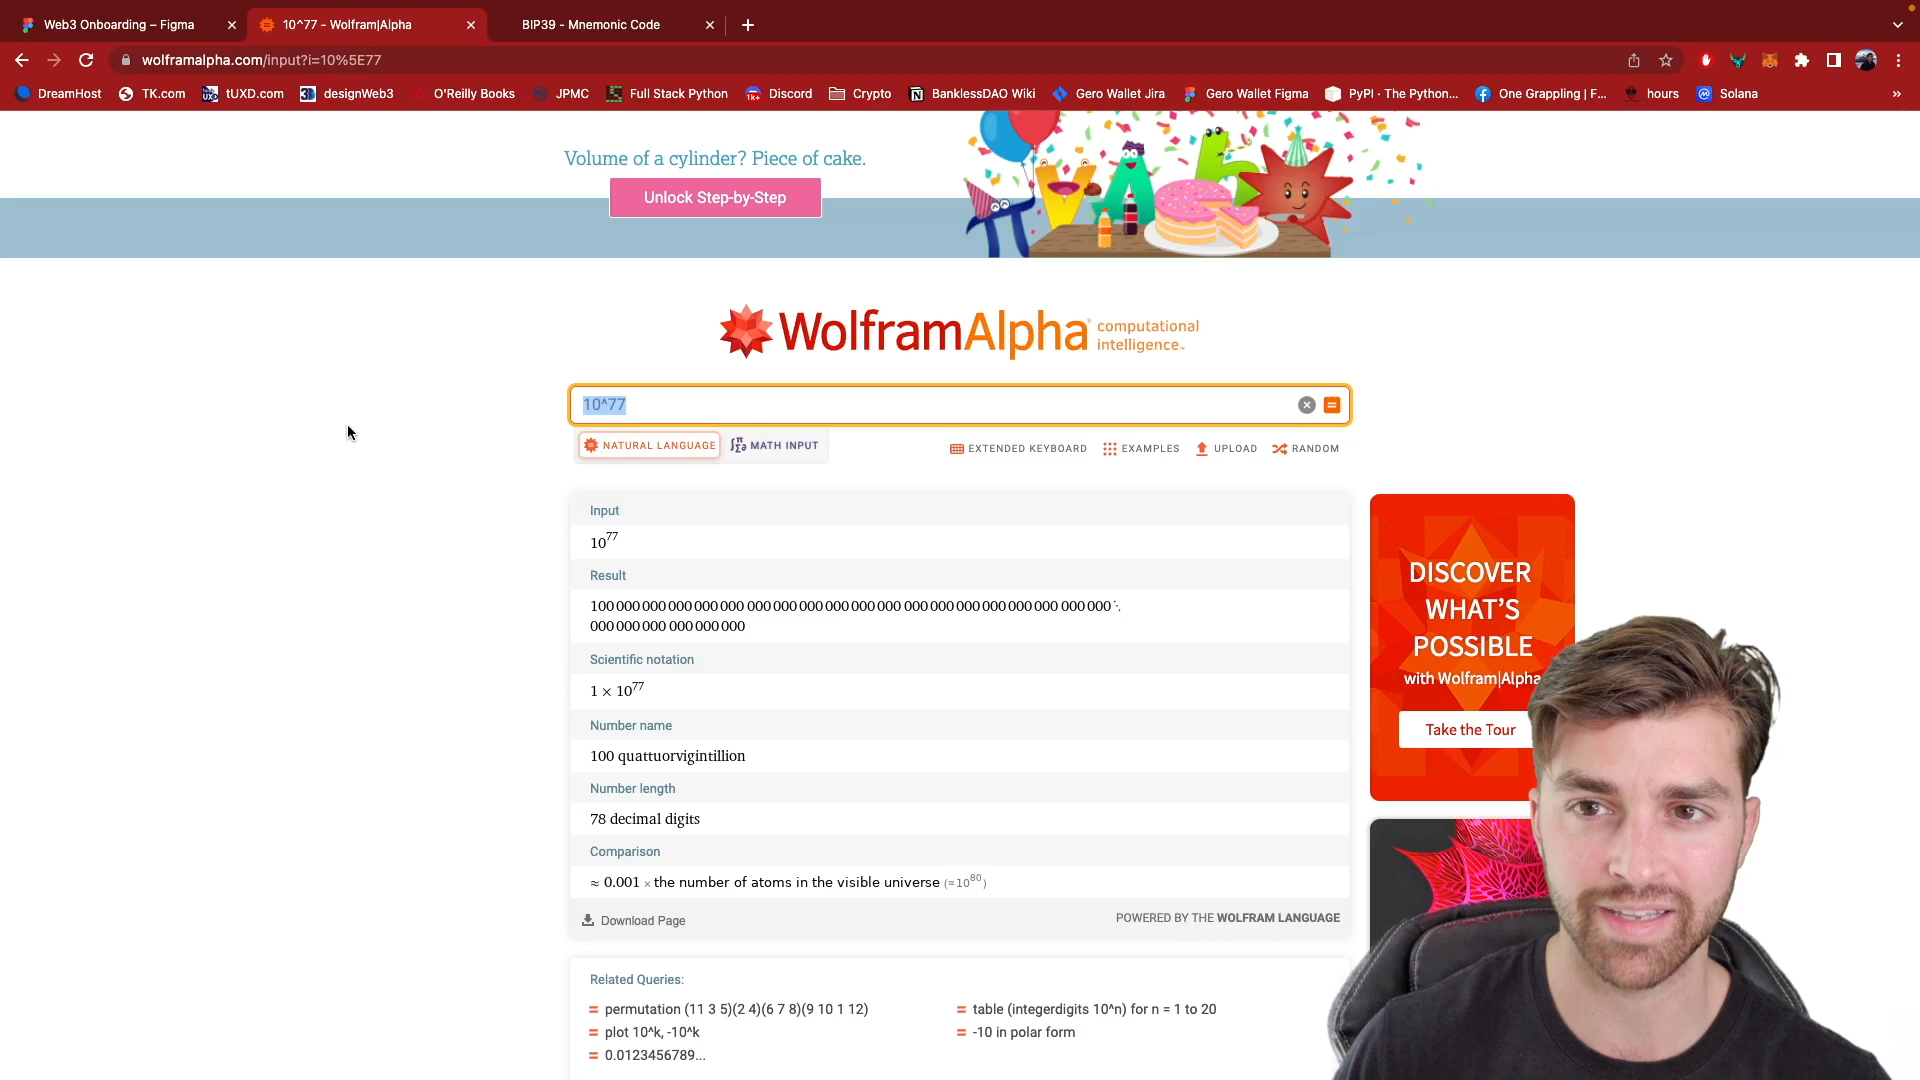 Web3 Onboarding – Figma
10^77 - Wolfram|Alpha
BIP39 - Mnemonic Code
wolframalpha.com/input?i=10%5E77
DreamHost
TK.com
tUXD.com
designWeb3
O'Reilly Books
JPMC
Full Stack Python
Discord
Crypto
BanklessDAO Wiki
Gero Wallet Jira
Gero Wallet Figma
PyPI · The Python...
One Grappling | F...
hours
Solana
»
Volume of a cylinder? Piece of cake.
Unlock Step-by-Step
WolframAlpha computational intelligence.
10^77
NATURAL LANGUAGE
MATH INPUT
EXTENDED KEYBOARD
EXAMPLES
UPLOAD
RANDOM
Input
10^77
Result
100 000 000 000 000 000 000 000 000 000 000 000 000 000 000 000 000 000 000 000 ⋱
000 000 000 000 000 000
Scientific notation
1 × 10^77
Number name
100 quattuorvigintillion
Number length
78 decimal digits
Comparison
≈ 0.001 × the number of atoms in the visible universe (≈10^80)
Download Page
POWERED BY THE WOLFRAM LANGUAGE
Related Queries:
= permutation (11 3 5)(2 4)(6 7 8)(9 10 1 12)
= table (integerdigits 10^n) for n = 1 to 20
= plot 10^k, -10^k
= -10 in polar form
= 0.0123456789...
DISCOVER
WHAT'S
POSSIBLE
with Wolfram|Alpha
Take the Tour